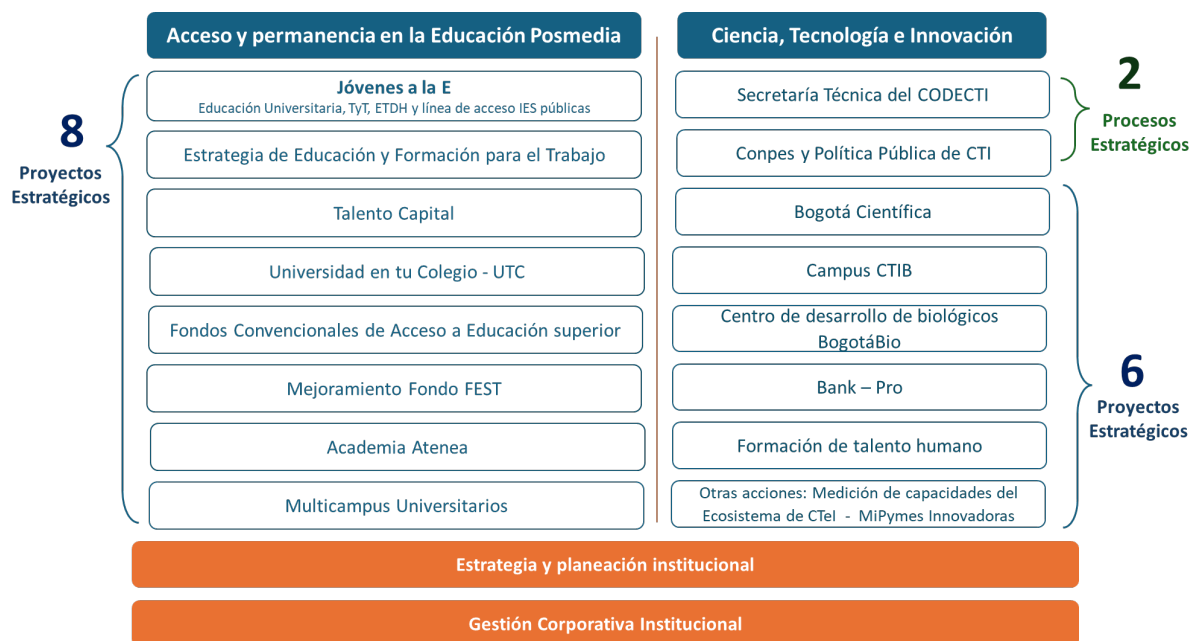 Acceso y permanencia en la Educación Posmedia
8
Proyectos
Estratégicos
Jóvenes a la E
Educación Universitaria, TyT, ETDH y línea de acceso IES públicas
Estrategia de Educación y Formación para el Trabajo
Talento Capital
Universidad en tu Colegio - UTC
Fondos Convencionales de Acceso a Educación superior
Mejoramiento Fondo FEST
Academia Atenea
Multicampus Universitarios
Ciencia, Tecnología e Innovación
Secretaría Técnica del CODECTI
Conpes y Política Pública de CTI
2
Procesos
Estratégicos
Bogotá Científica
Campus CTIB
Centro de desarrollo de biológicos
BogotáBio
Bank – Pro
Formación de talento humano
Otras acciones: Medición de capacidades del
Ecosistema de CTeI - MiPymes Innovadoras
6
Proyectos
Estratégicos
Estrategia y planeación institucional
Gestión Corporativa Institucional